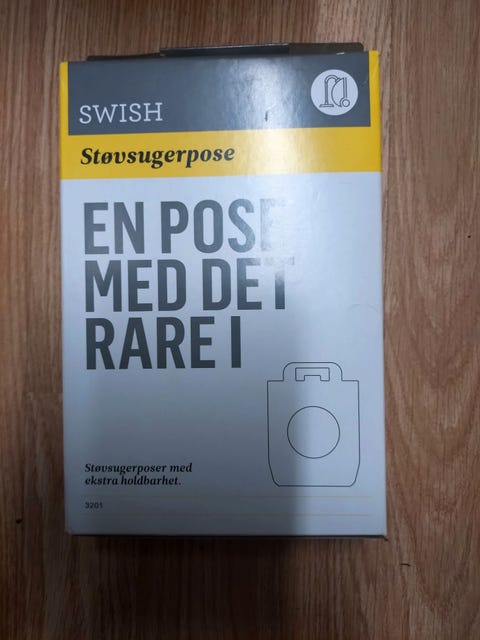 SWISH
Støvsugerpose
EN POSE
MED DET
RARE I
Støvsugerposer med
ekstra holdbarhet.
3201